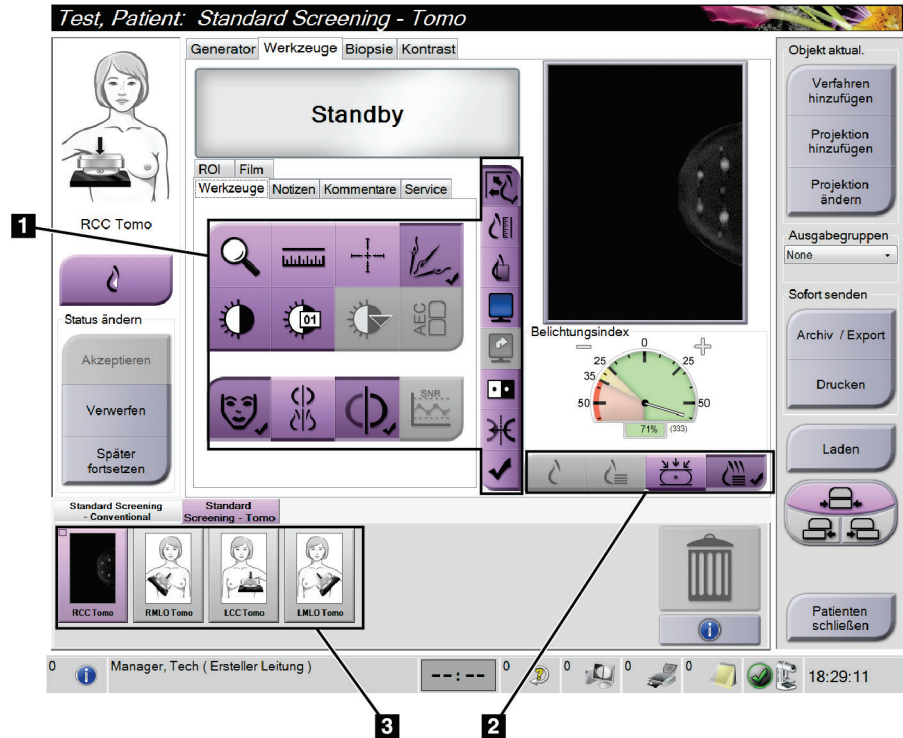 Test, Patient: Standard Screening - Tomo
Generator Werkzeuge Biopsie Kontrast
Standby
ROI Film
Werkzeuge Notizen Kommentare Service
01
AEC
SNR
RCC Tomo
Status ändern
Akzeptieren
Verwerfen
Später
fortsetzen
1
Belichtungsindex
0
25 25
35
50 50
71% (333)
Objekt aktual.
Verfahren
hinzufügen
Projektion
hinzufügen
Projektion
ändern
Ausgabegruppen
None
Sofort senden
Archiv / Export
Drucken
Laden
Patienten
schließen
Standard Screening
- Conventional
Standard
Screening - Tomo
RCC Tomo RMLO Tomo LCC Tomo LMLO Tomo
0 Manager, Tech ( Ersteller Leitung ) --:-- 0 0 0 0 18:29:11
3 2